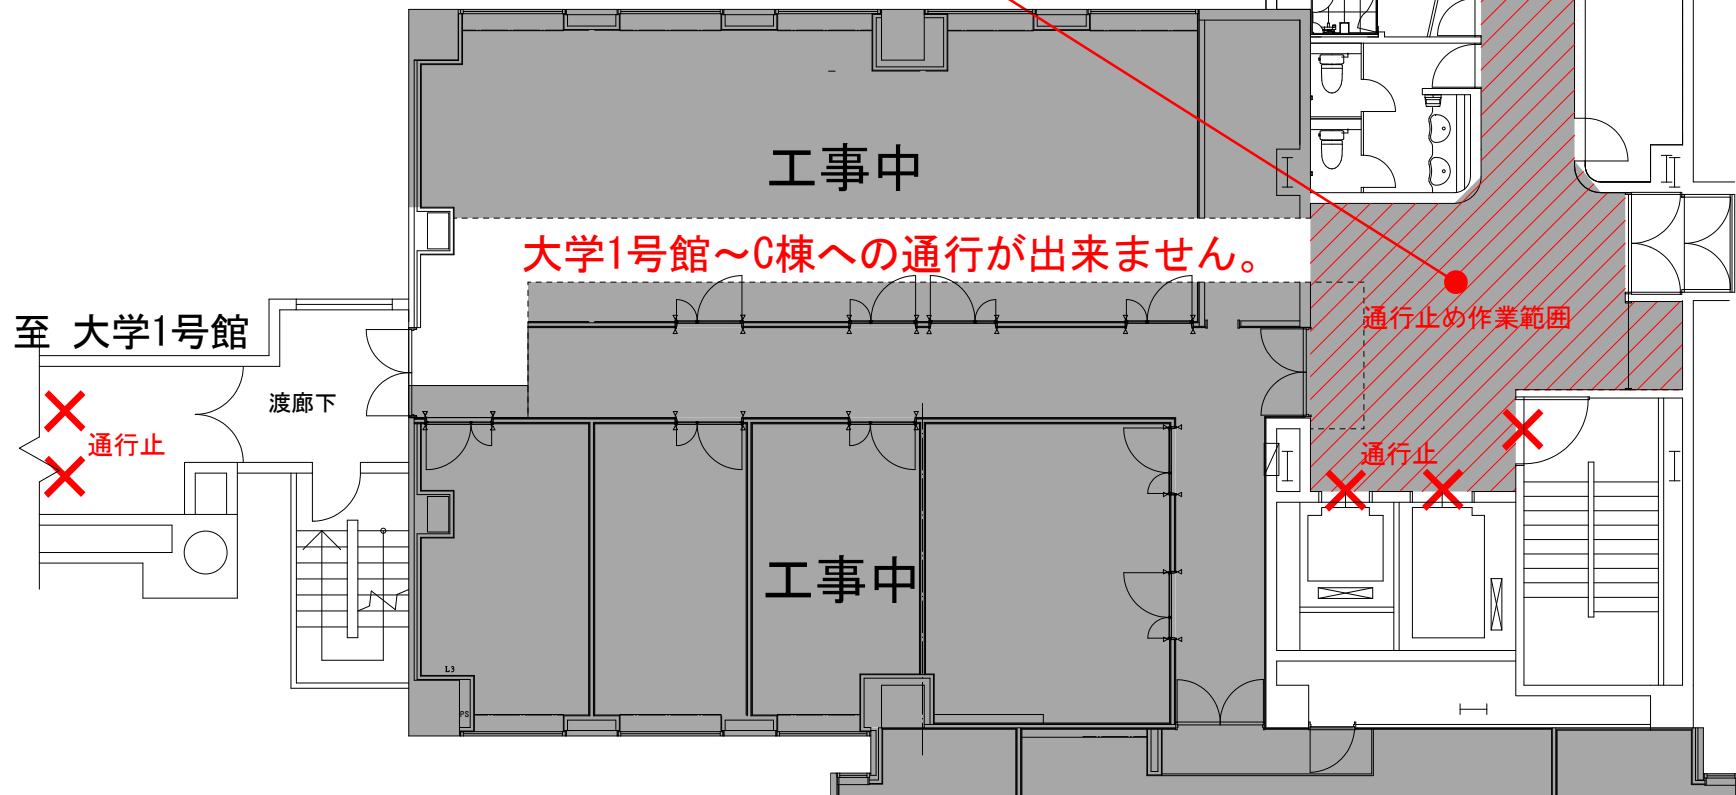 工事中
大学1号館～C棟への通行が出来ません。
至 大学1号館
通行止め作業範囲
渡廊下
通行止
通行止
工事中
L3
PS